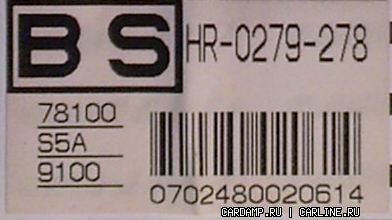 BS HR-0279-278
78100
S5A
9100
0702480020614
CARDAMP.RU | CARLINE.RU